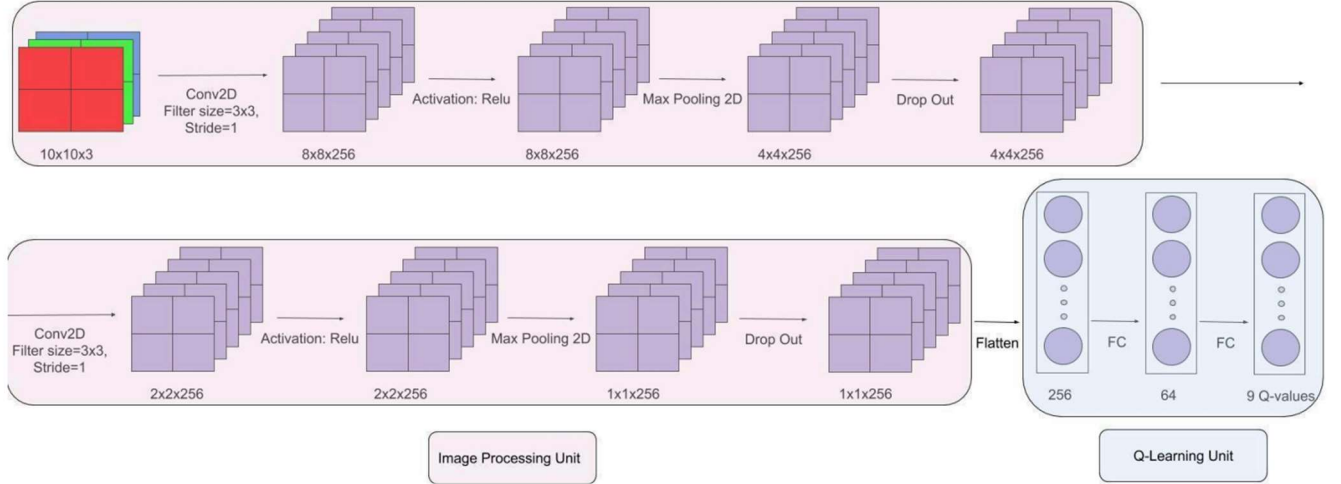 Conv2D
Filter size=3x3,
Stride=1
Activation: Relu
Max Pooling 2D
Drop Out
10x10x3
8x8x256
8x8x256
4x4x256
4x4x256
Conv2D
Filter size=3x3,
Stride=1
Activation: Relu
Max Pooling 2D
Drop Out
Flatten
FC
FC
2x2x256
2x2x256
1x1x256
1x1x256
256
64
9 Q-values
Image Processing Unit
Q-Learning Unit